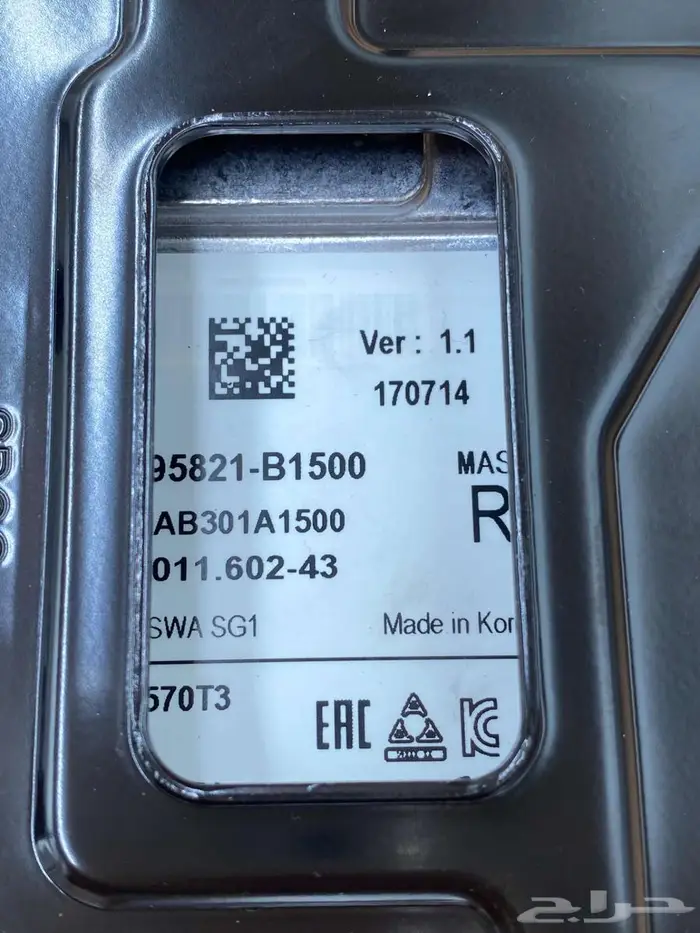 Ver : 1.1
170714
95821-B1500
MAS
AB301A1500
R
011.602-43
SWA SG1
Made in Kor
570T3
EAC
KC
حراج